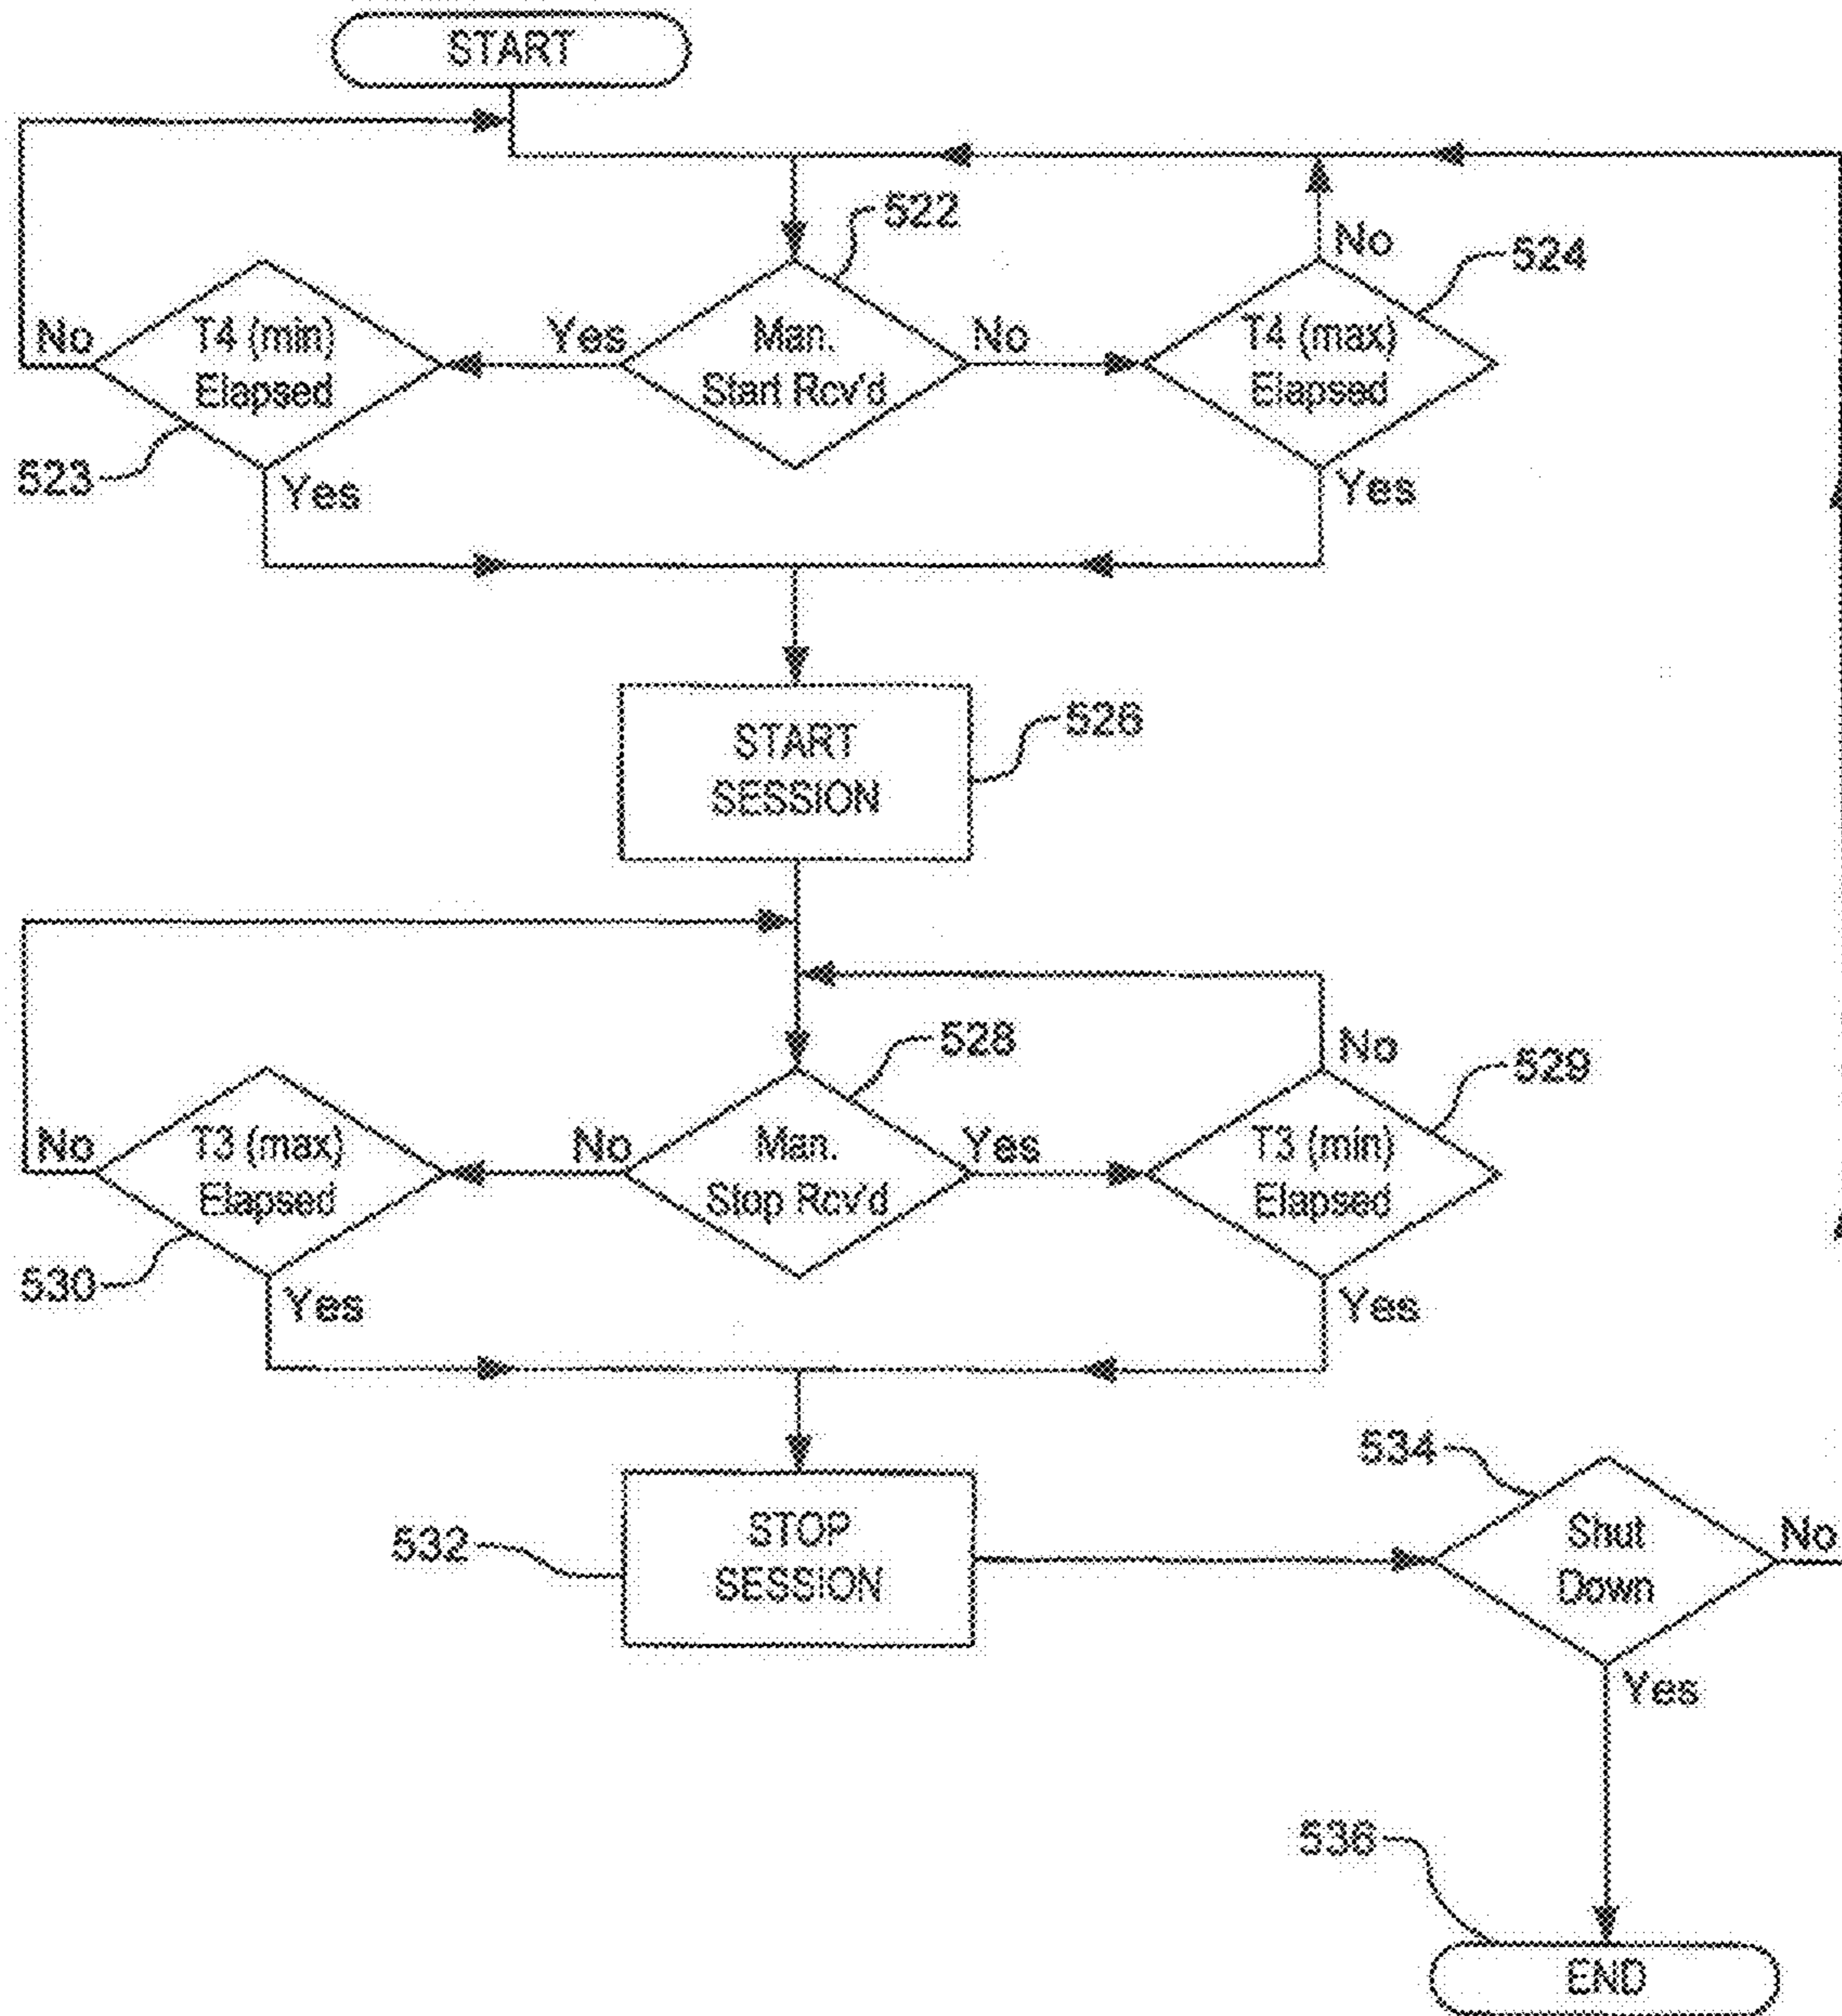 START
522
No
524
No
T4 (min)
Elapsed
Yes
Man.
Start Rcv'd
No
T4 (max)
Elapsed
523
Yes
Yes
START
SESSION
526
528
No
529
No
T3 (max)
Elapsed
No
Man.
Stop Rcv'd
Yes
T3 (min)
Elapsed
530
Yes
Yes
534
532
STOP
SESSION
Shut
Down
No
Yes
536
END